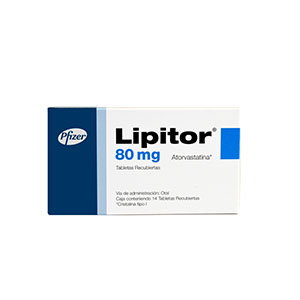 Pfizer
Lipitor®
80 mg Atorvastatina*
Tabletas Recubiertas
Vía de administración: Oral
Caja conteniendo 14 Tabletas Recubiertas
*Cristalina tipo I